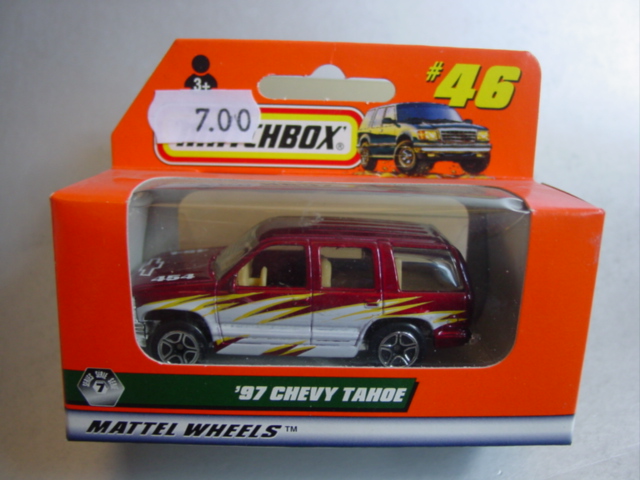 #46
3+
7.00
MATCHBOX®
454
'97 CHEVY TAHOE
7
MATTEL WHEELS™